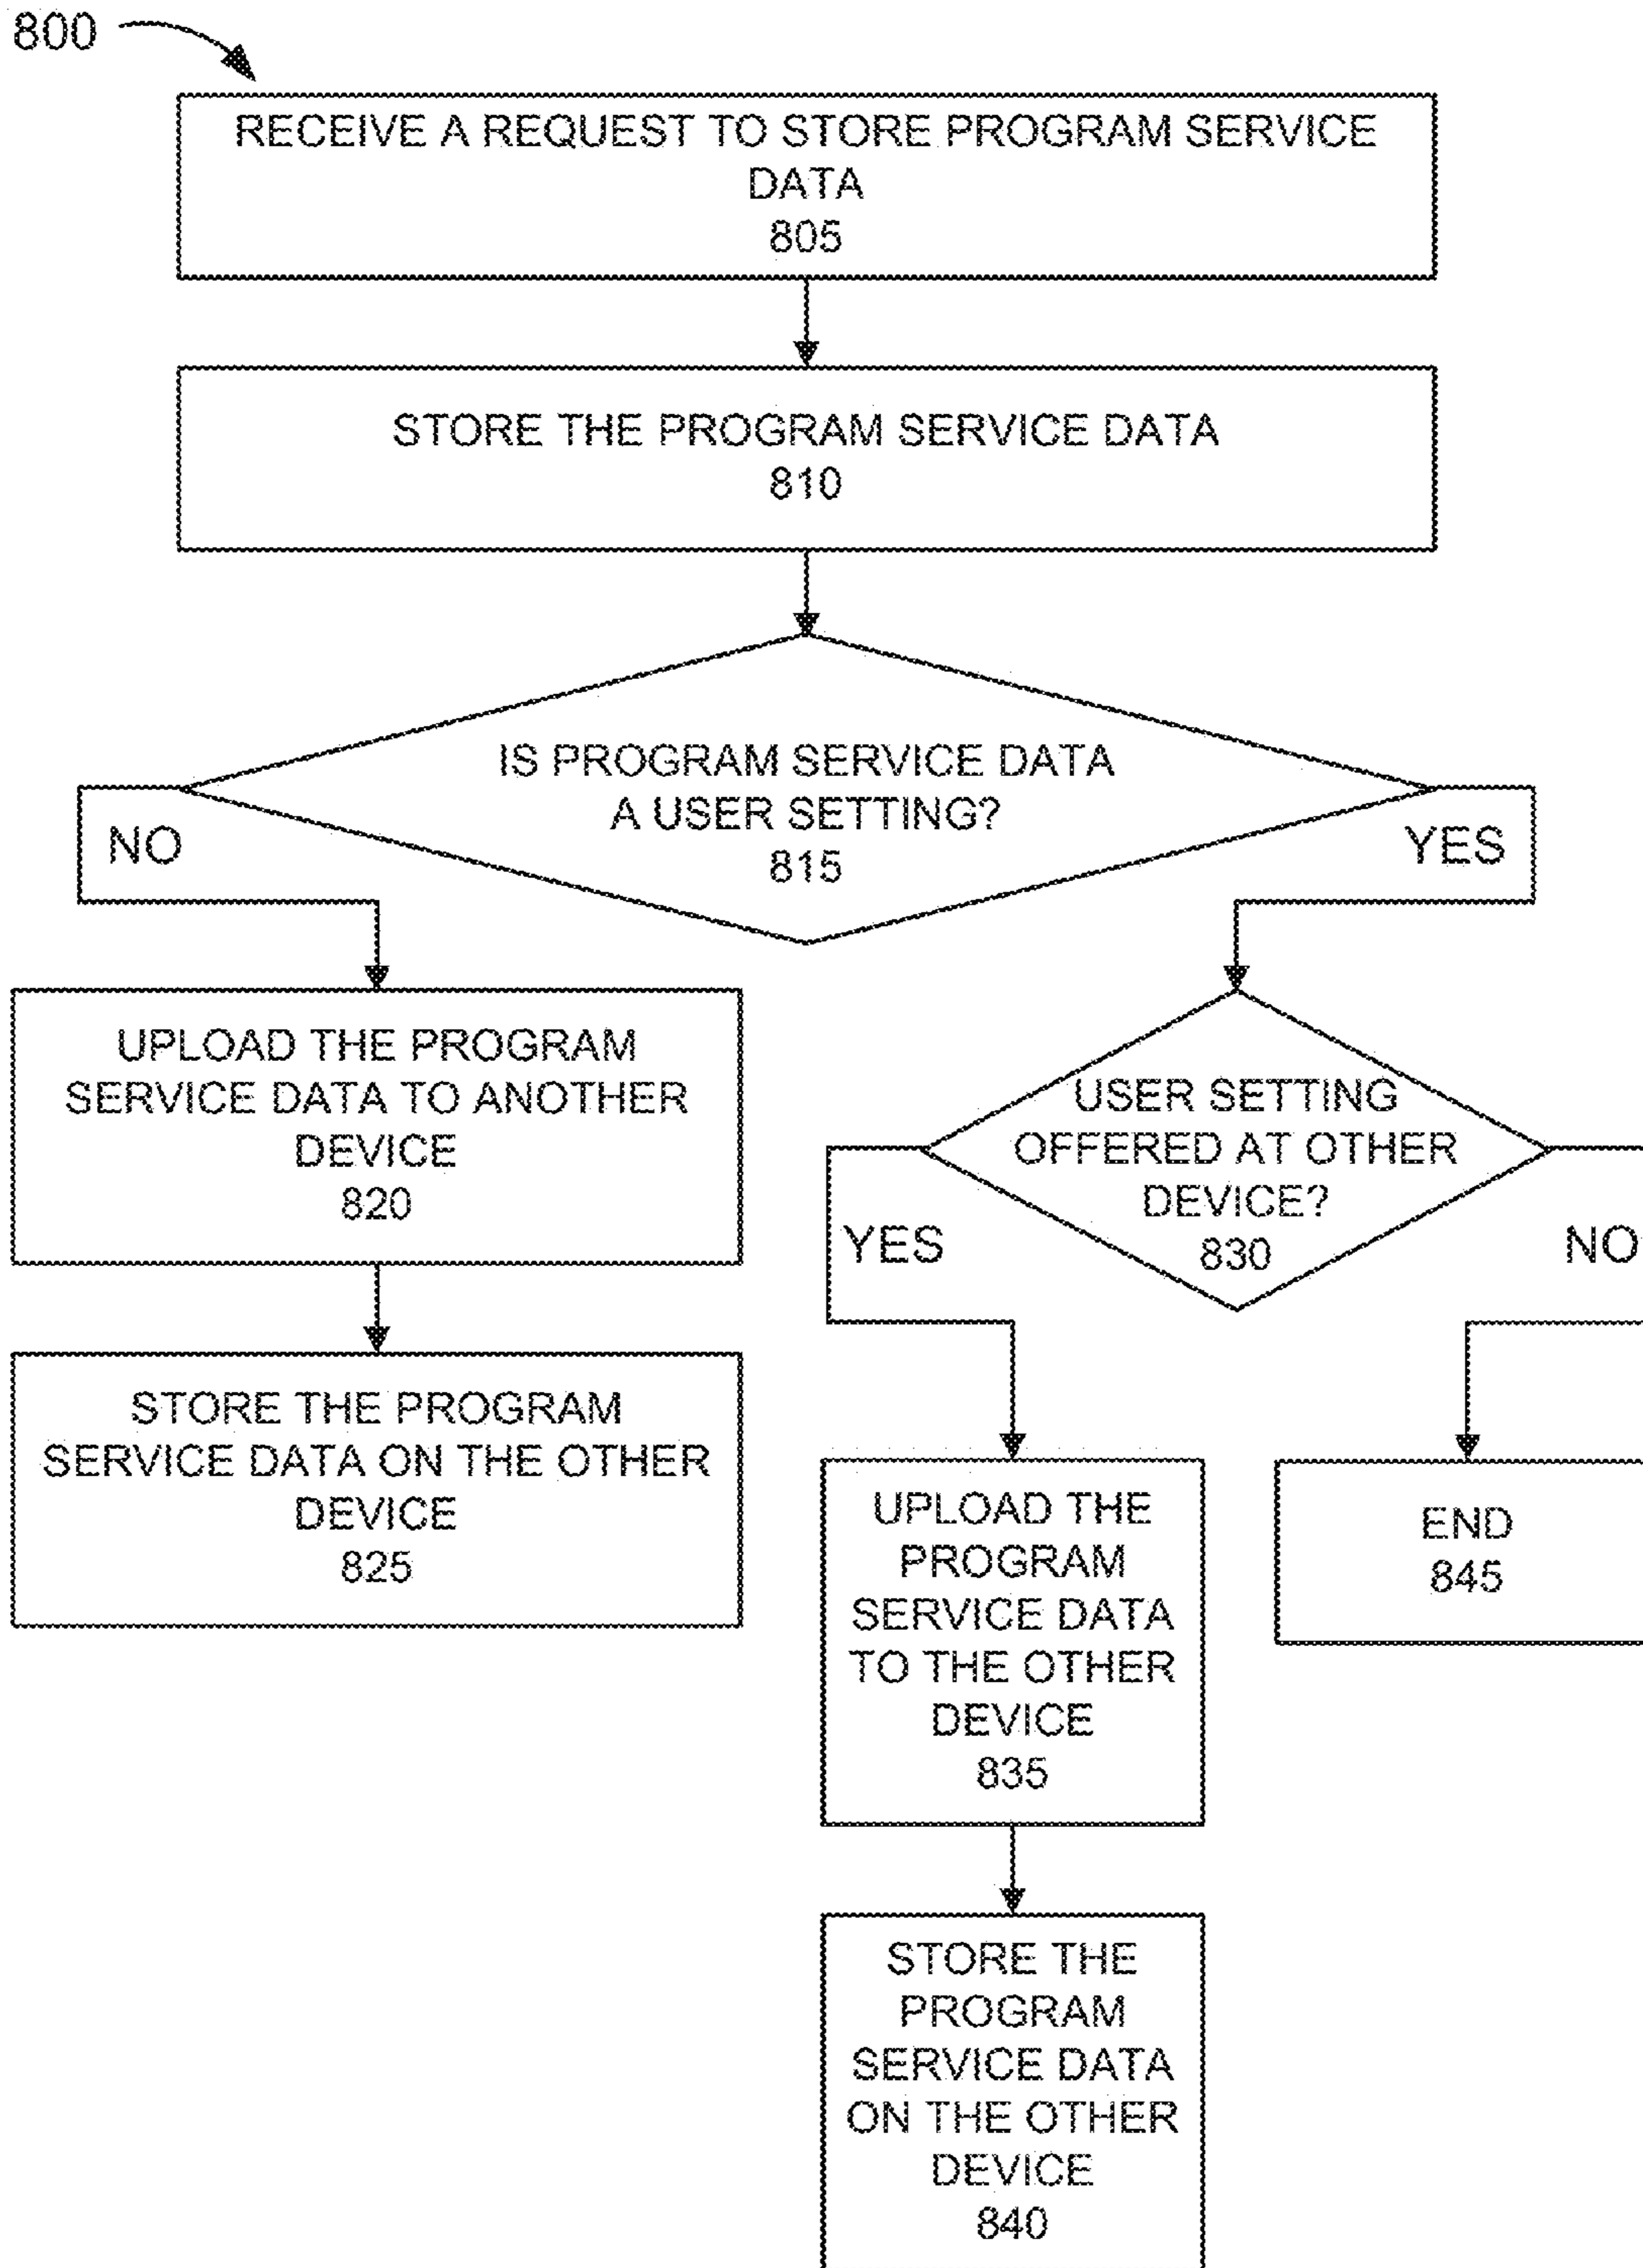 800
RECEIVE A REQUEST TO STORE PROGRAM SERVICE
DATA
805
STORE THE PROGRAM SERVICE DATA
810
IS PROGRAM SERVICE DATA
A USER SETTING?
815
NO
YES
UPLOAD THE PROGRAM
SERVICE DATA TO ANOTHER
DEVICE
820
STORE THE PROGRAM
SERVICE DATA ON THE OTHER
DEVICE
825
USER SETTING
OFFERED AT OTHER
DEVICE?
830
YES
NO
UPLOAD THE
PROGRAM
SERVICE DATA
TO THE OTHER
DEVICE
835
END
845
STORE THE
PROGRAM
SERVICE DATA
ON THE OTHER
DEVICE
840